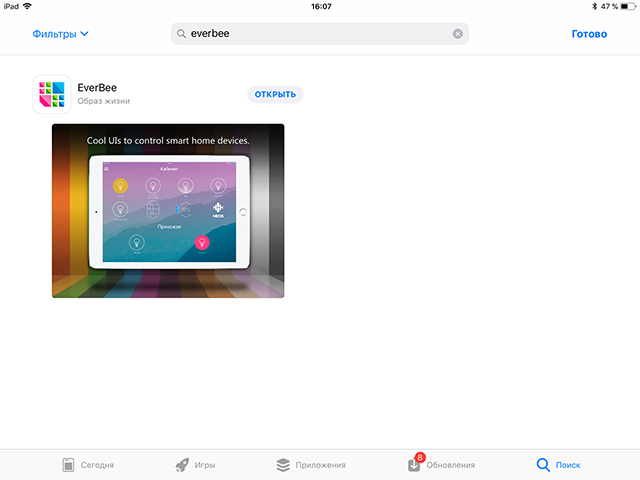 iPad 16:07 47 %
Фильтры everbee Готово
EverBee
Образ жизни
ОТКРЫТЬ
Cool UIs to control smart home devices.
Кабинет
HEOS
Прихожая
Сегодня Игры Приложения 8 Обновления Поиск